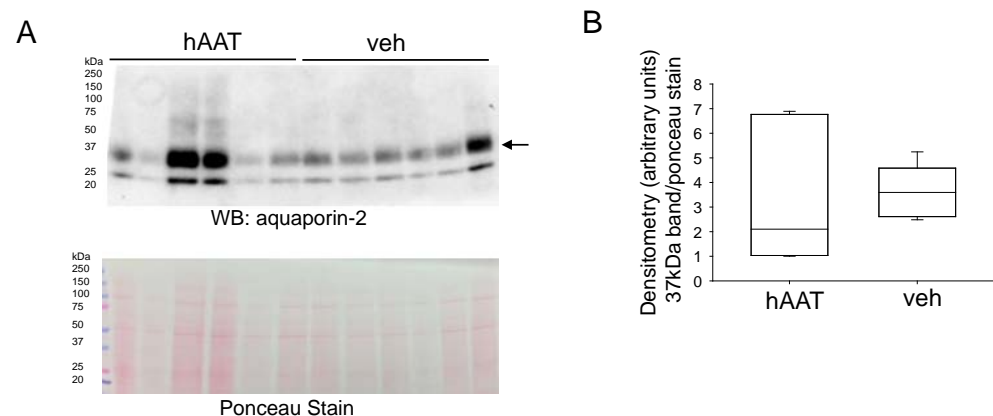 A
hAAT
veh
kDa
250
150
100
75
50
37
25
20
WB: aquaporin-2
kDa
250
150
100
75
50
37
25
20
Ponceau Stain
B
Densitometry (arbitrary units)
37kDa band/ponceau stain
8
7
6
5
4
3
2
1
0
hAAT
veh